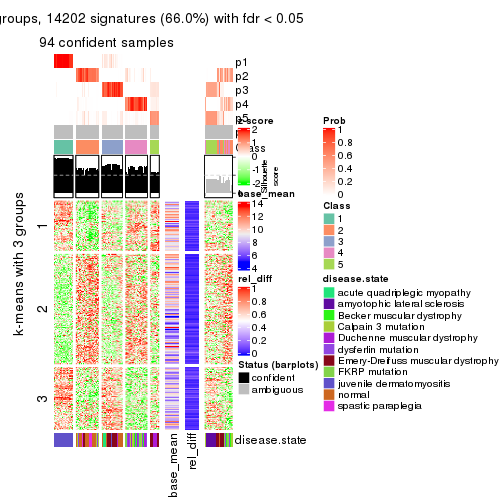 groups, 14202 signatures (66.0%) with fdr < 0.05
94 confident samples
p1
p2
p3
p4
p5
z-score
2
1
0
-1
-2
Silhouette
score
base_mean
14
12
10
8
6
4
rel_diff
1
0.8
0.6
0.4
0.2
0
Status (barplots)
confident
ambiguous
Prob
1
0.8
0.6
0.4
0.2
0
Class
1
2
3
4
5
disease.state
acute quadriplegic myopathy
amyotophic lateral sclerosis
Becker muscular dystrophy
Calpain 3 mutation
Duchenne muscular dystrophy
dysferlin mutation
Emery-Dreifuss muscular dystrophy
FKRP mutation
juvenile dermatomyositis
normal
spastic paraplegia
k-means with 3 groups
1
2
3
disease.state
base_mean
rel_diff